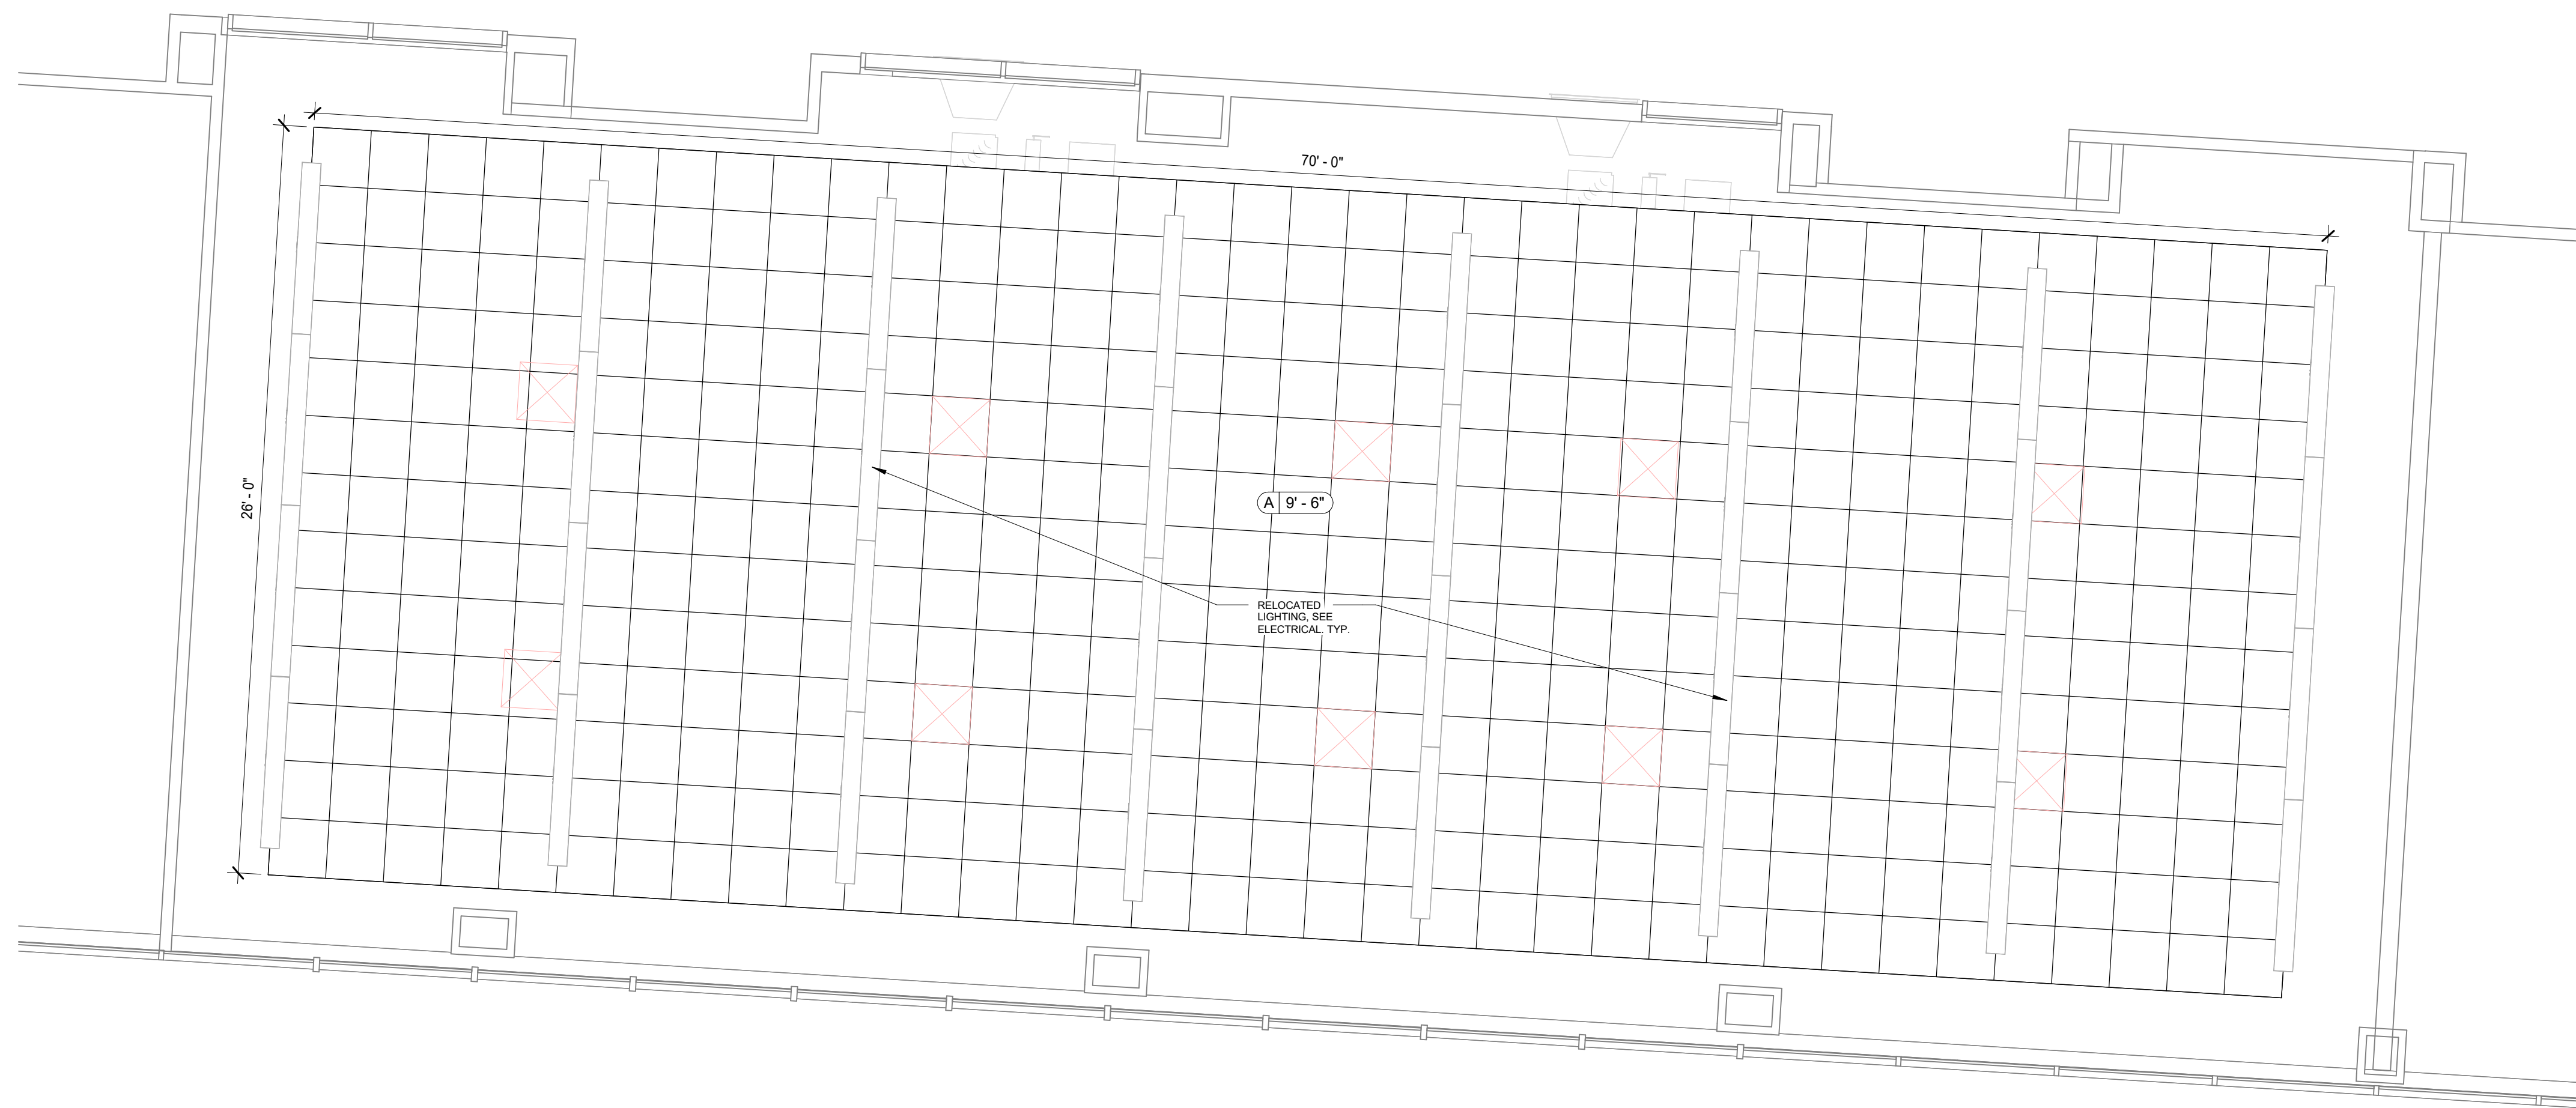 70' - 0"
26' - 0"
A 9' - 6"
RELOCATED
LIGHTING, SEE
ELECTRICAL. TYP.